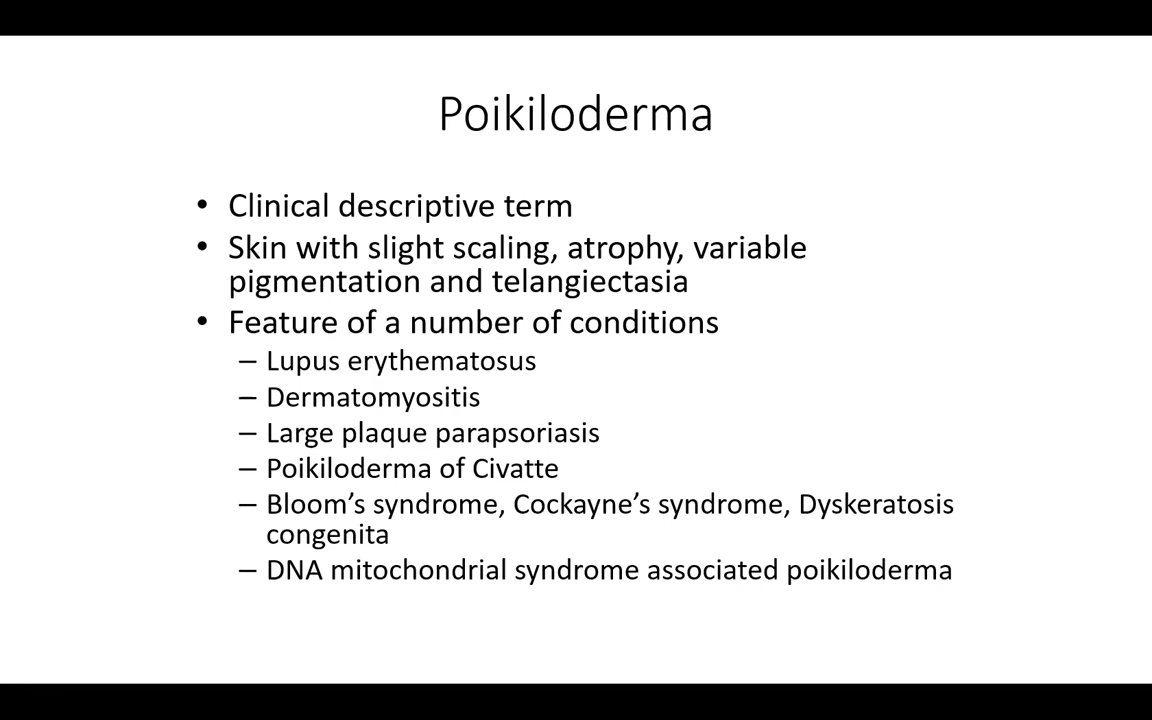 Poikiloderma
• Clinical descriptive term
• Skin with slight scaling, atrophy, variable
pigmentation and telangiectasia
• Feature of a number of conditions
– Lupus erythematosus
– Dermatomyositis
– Large plaque parapsoriasis
– Poikiloderma of Civatte
– Bloom’s syndrome, Cockayne’s syndrome, Dyskeratosis
congenita
– DNA mitochondrial syndrome associated poikiloderma